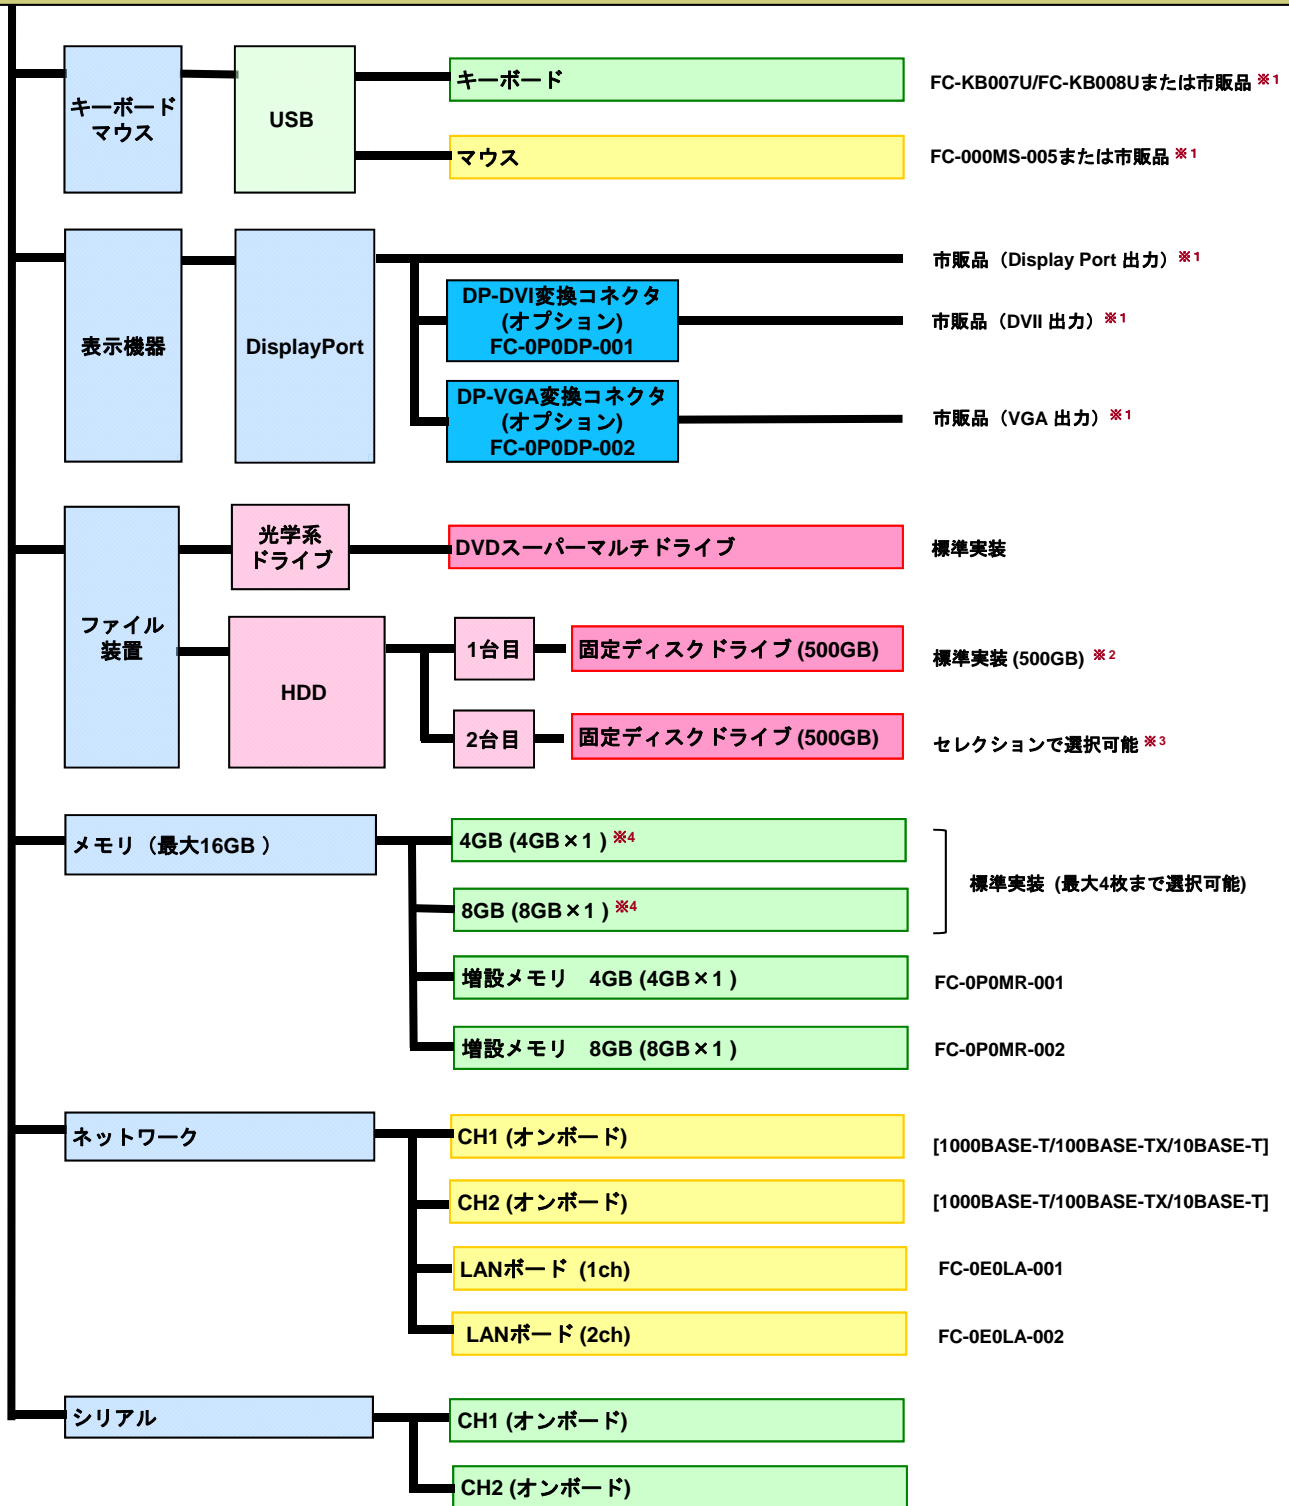 キーボード
マウス
USB
キーボード
FC-KB007U/FC-KB008Uまたは市販品 ※1
マウス
FC-000MS-005または市販品 ※1
表示機器
DisplayPort
市販品（Display Port 出力）※1
DP-DVI変換コネクタ
(オプション)
FC-0P0DP-001
市販品（DVII 出力）※1
DP-VGA変換コネクタ
(オプション)
FC-0P0DP-002
市販品（VGA 出力）※1
ファイル
装置
光学系
ドライブ
DVDスーパーマルチドライブ
標準実装
HDD
1台目
固定ディスクドライブ (500GB)
標準実装 (500GB) ※2
2台目
固定ディスクドライブ (500GB)
セレクションで選択可能 ※3
メモリ（最大16GB ）
4GB (4GB×1 ) ※4
8GB (8GB×1 ) ※4
標準実装 (最大4枚まで選択可能)
増設メモリ　4GB (4GB×1 )
FC-0P0MR-001
増設メモリ　8GB (8GB×1 )
FC-0P0MR-002
ネットワーク
CH1 (オンボード)
[1000BASE-T/100BASE-TX/10BASE-T]
CH2 (オンボード)
[1000BASE-T/100BASE-TX/10BASE-T]
LANボード (1ch)
FC-0E0LA-001
LANボード (2ch)
FC-0E0LA-002
シリアル
CH1 (オンボード)
CH2 (オンボード)